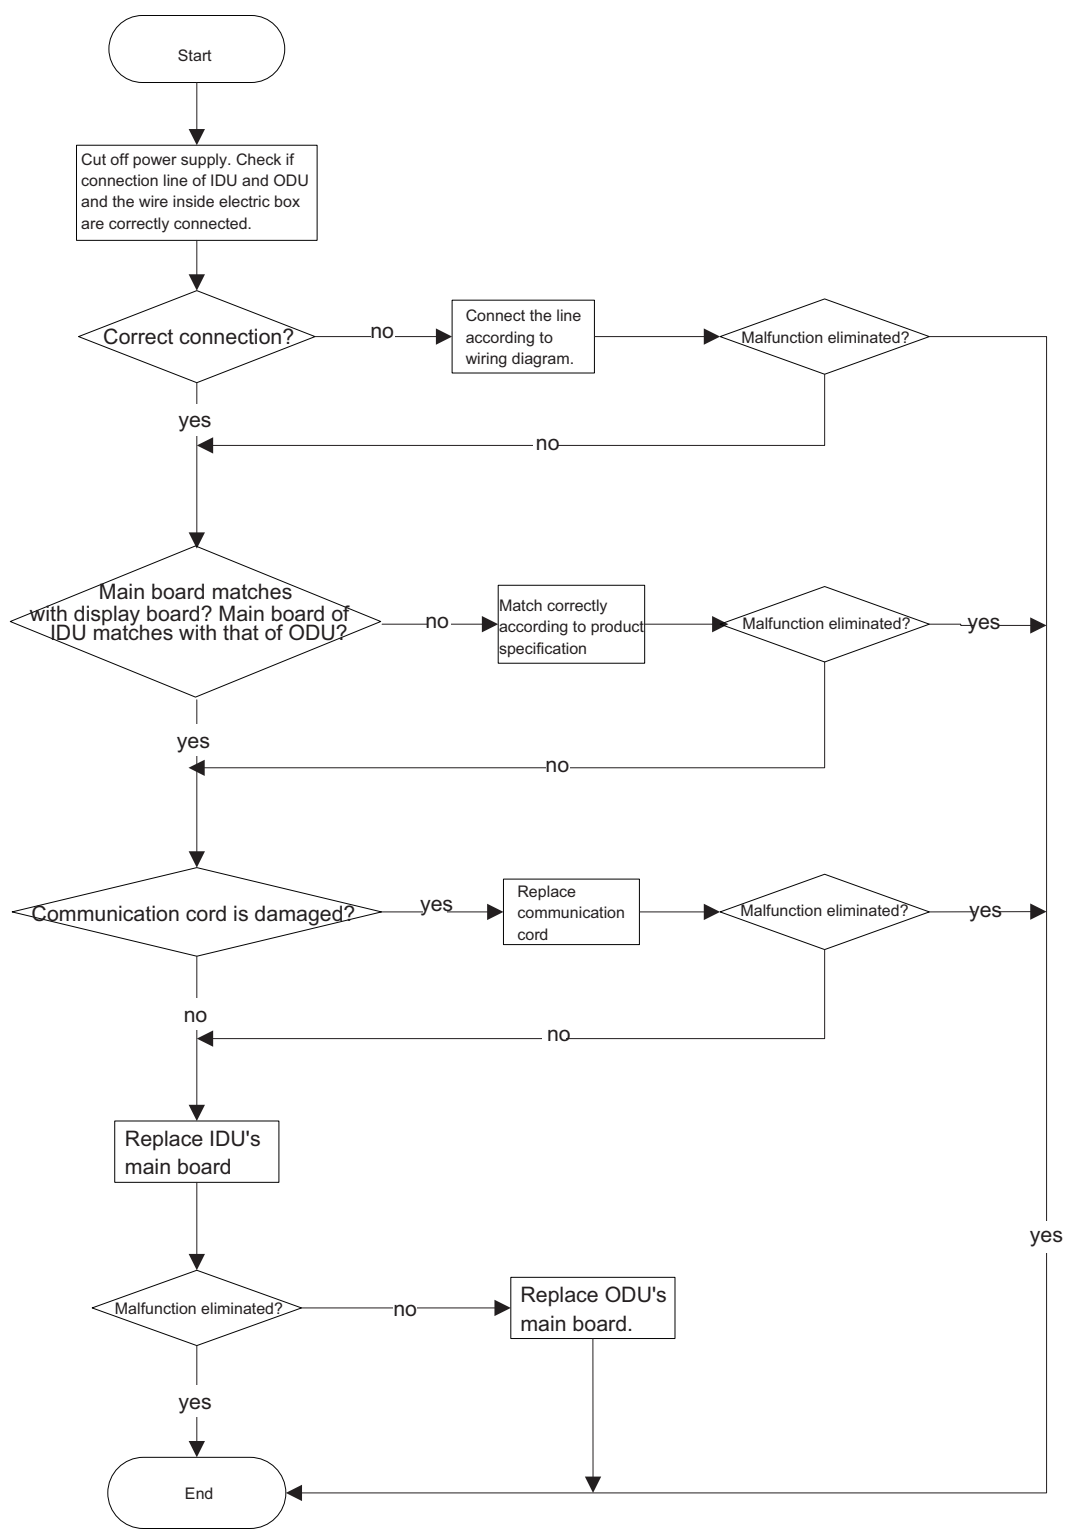 Start
Cut off power supply. Check if
connection line of IDU and ODU
and the wire inside electric box
are correctly connected.
Correct connection?
no
Connect the line
according to
wiring diagram.
Malfunction eliminated?
yes
no
Main board matches
with display board? Main board of
IDU matches with that of ODU?
no
Match correctly
according to product
specification
Malfunction eliminated?
yes
yes
no
Communication cord is damaged?
yes
Replace
communication
cord
Malfunction eliminated?
yes
no
no
Replace IDU's
main board
yes
Malfunction eliminated?
no
Replace ODU's
main board.
yes
End